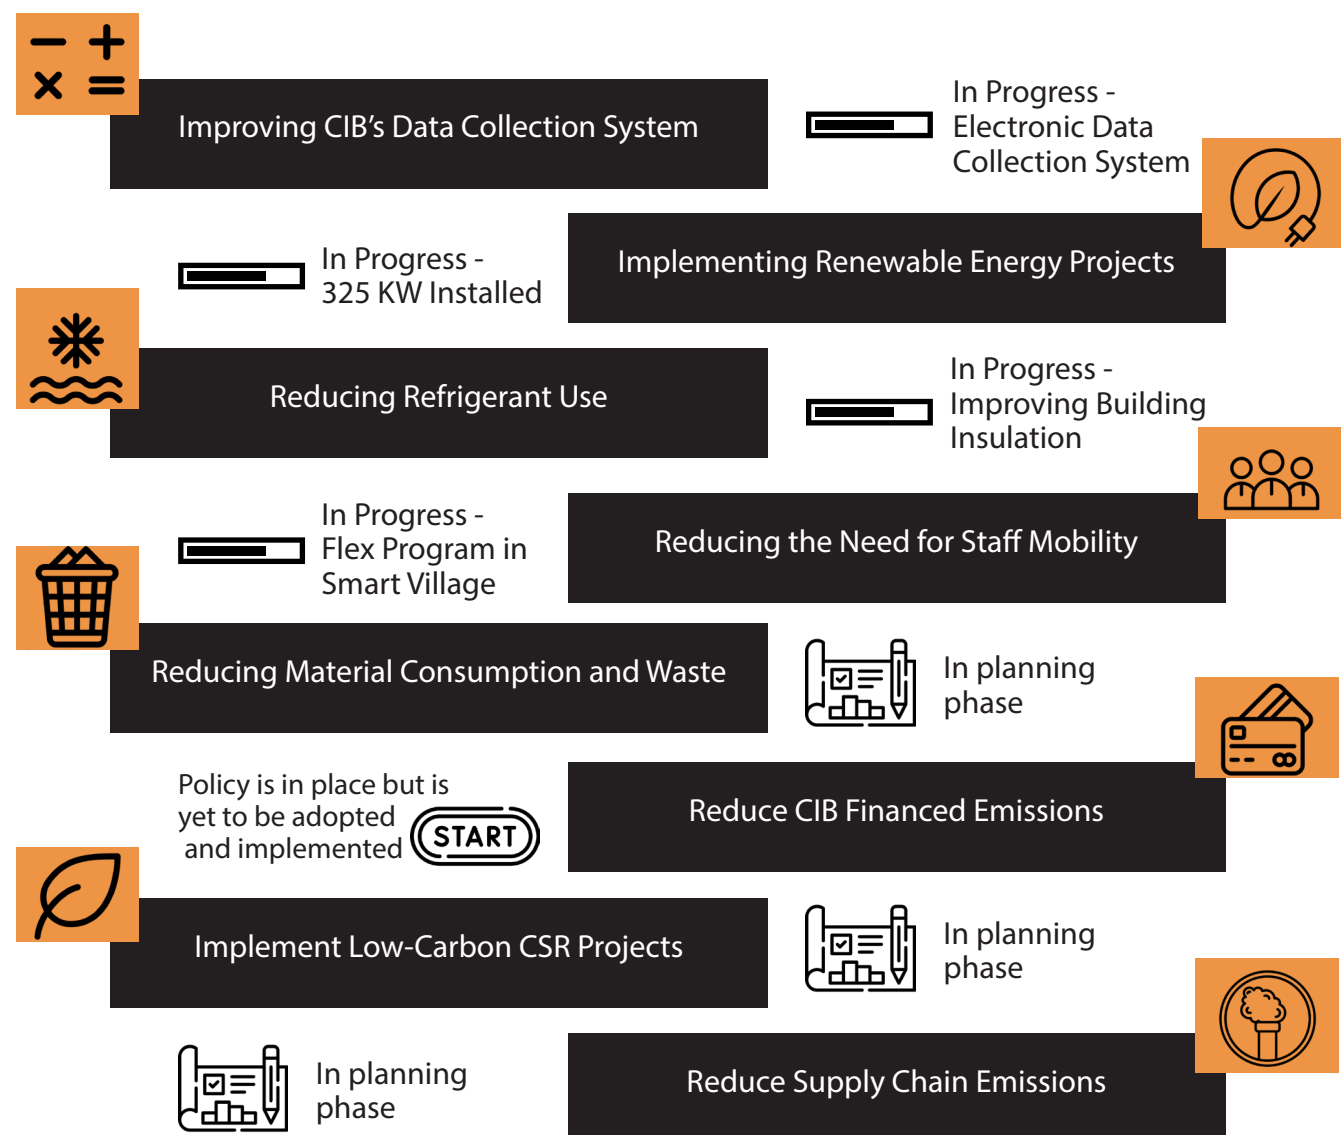 Improving CIB's Data Collection System
In Progress -
Electronic Data
Collection System
In Progress -
325 KW Installed
Implementing Renewable Energy Projects
Reducing Refrigerant Use
In Progress -
Improving Building
Insulation
In Progress -
Flex Program in
Smart Village
Reducing the Need for Staff Mobility
Reducing Material Consumption and Waste
In planning
phase
Policy is in place but is
yet to be adopted
and implemented
START
Reduce CIB Financed Emissions
Implement Low-Carbon CSR Projects
In planning
phase
In planning
phase
Reduce Supply Chain Emissions